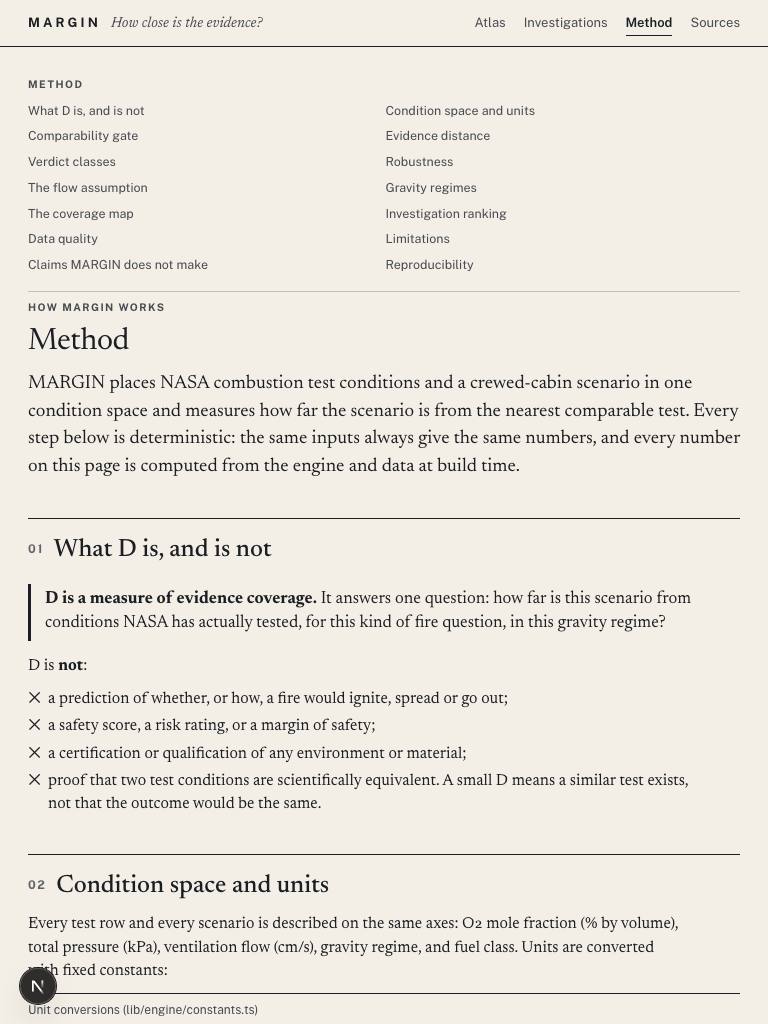 MARGIN How close is the evidence?
Atlas Investigations Method Sources
METHOD
What D is, and is not
Condition space and units
Comparability gate
Evidence distance
Verdict classes
Robustness
The flow assumption
Gravity regimes
The coverage map
Investigation ranking
Data quality
Limitations
Claims MARGIN does not make
Reproducibility
HOW MARGIN WORKS
Method
MARGIN places NASA combustion test conditions and a crewed-cabin scenario in one
condition space and measures how far the scenario is from the nearest comparable test. Every
step below is deterministic: the same inputs always give the same numbers, and every number
on this page is computed from the engine and data at build time.
01 What D is, and is not
D is a measure of evidence coverage. It answers one question: how far is this scenario from
conditions NASA has actually tested, for this kind of fire question, in this gravity regime?
D is not:
a prediction of whether, or how, a fire would ignite, spread or go out;
a safety score, a risk rating, or a margin of safety;
a certification or qualification of any environment or material;
proof that two test conditions are scientifically equivalent. A small D means a similar test exists,
not that the outcome would be the same.
02 Condition space and units
Every test row and every scenario is described on the same axes: O2 mole fraction (% by volume),
total pressure (kPa), ventilation flow (cm/s), gravity regime, and fuel class. Units are converted
with fixed constants:
N
Unit conversions (lib/engine/constants.ts)